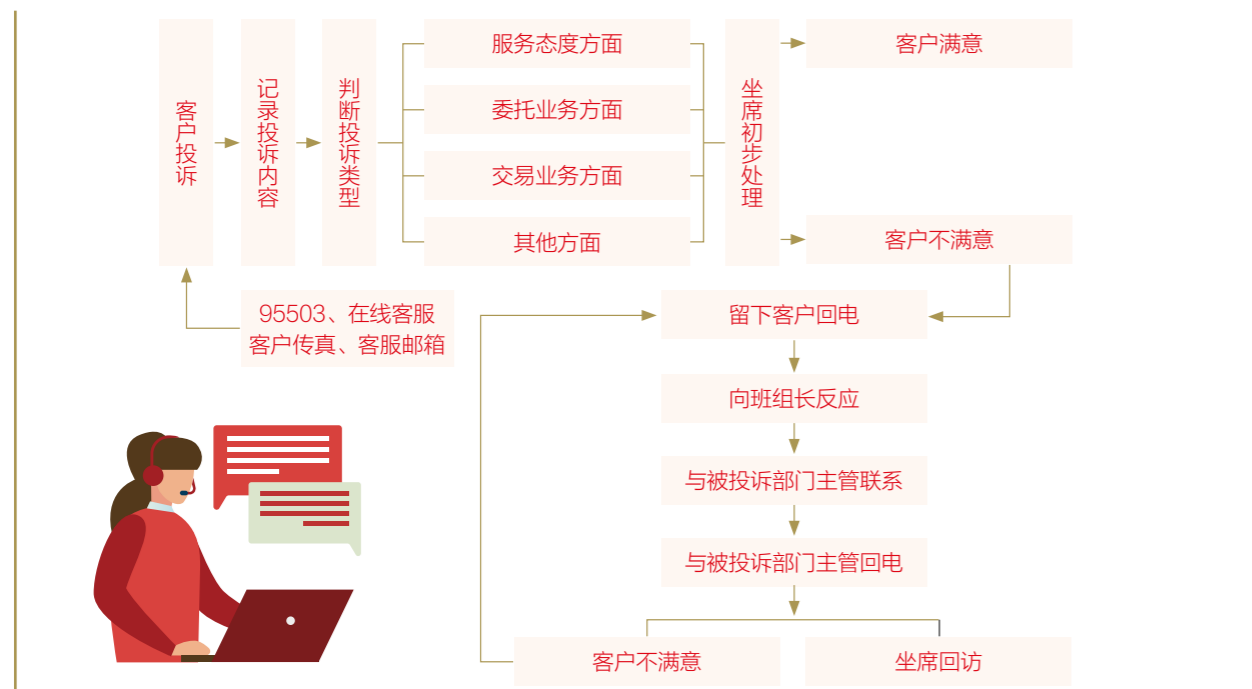 客户投诉
记录投诉内容
判断投诉类型
服务态度方面
委托业务方面
交易业务方面
其他方面
坐席初步处理
客户满意
客户不满意
95503、在线客服
客户传真、客服邮箱
留下客户回电
向班组长反应
与被投诉部门主管联系
与被投诉部门主管回电
客户不满意
坐席回访